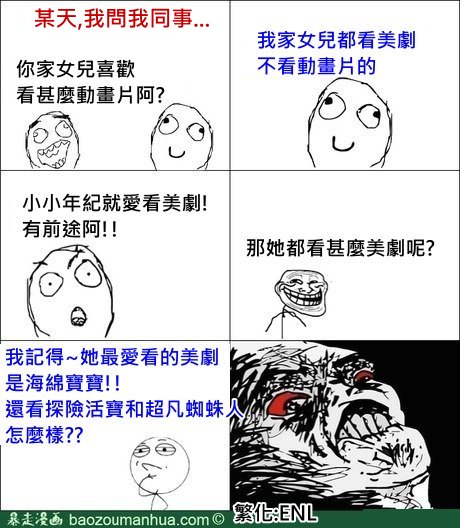 某天,我問我同事...
你家女兒喜歡
看甚麼動畫片阿?
我家女兒都看美劇
不看動畫片的
小小年紀就愛看美劇!
有前途阿!!
那她都看甚麼美劇呢?
我記得~她最愛看的美劇
是海綿寶寶!!
還看探險活寶和超凡蜘蛛人
怎麼樣??
暴走漫画 baozoumanhua.com
繁化:ENL